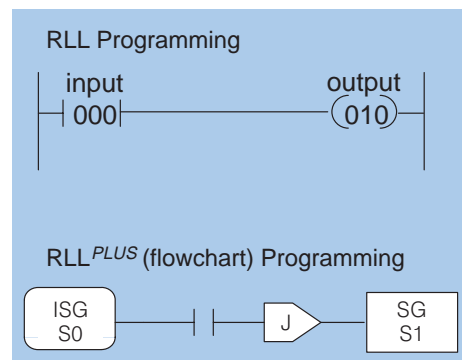 RLL Programming
input output
000 010
RLLPLUS (flowchart) Programming
ISG J SG
S0 S1